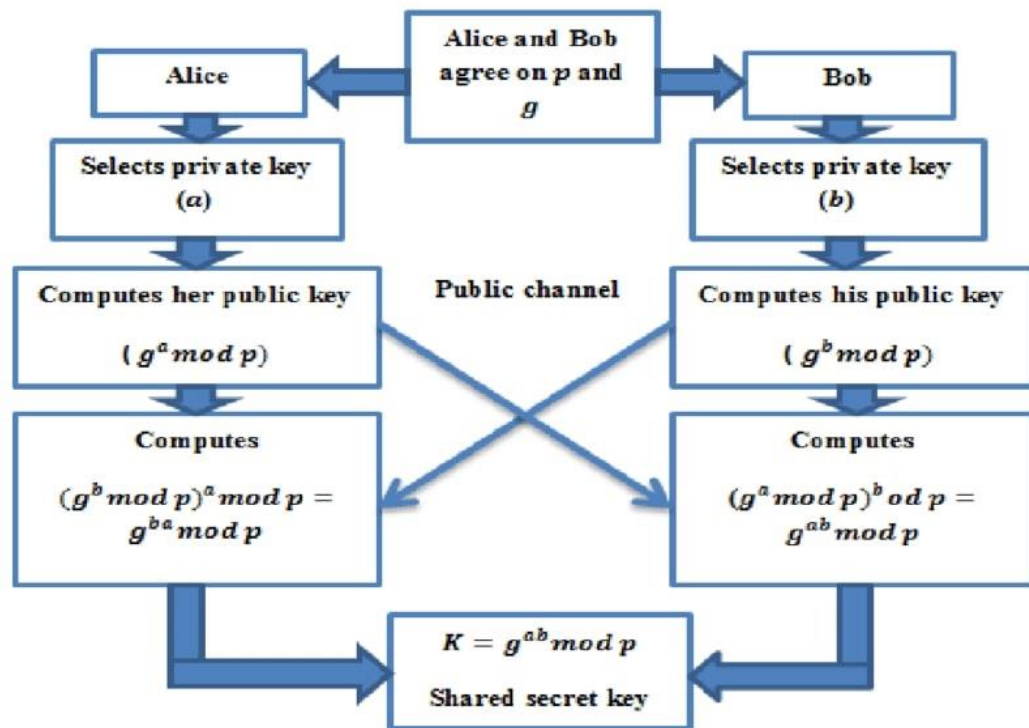 Alice and Bob
agree on p and
g
Alice
Bob
Selects private key
(a)
Selects private key
(b)
Computes her public key
( g^a mod p)
Public channel
Computes his public key
( g^b mod p)
Computes
(g^b mod p)^a mod p =
g^ba mod p
Computes
(g^a mod p)^b od p =
g^ab mod p
K = g^ab mod p
Shared secret key